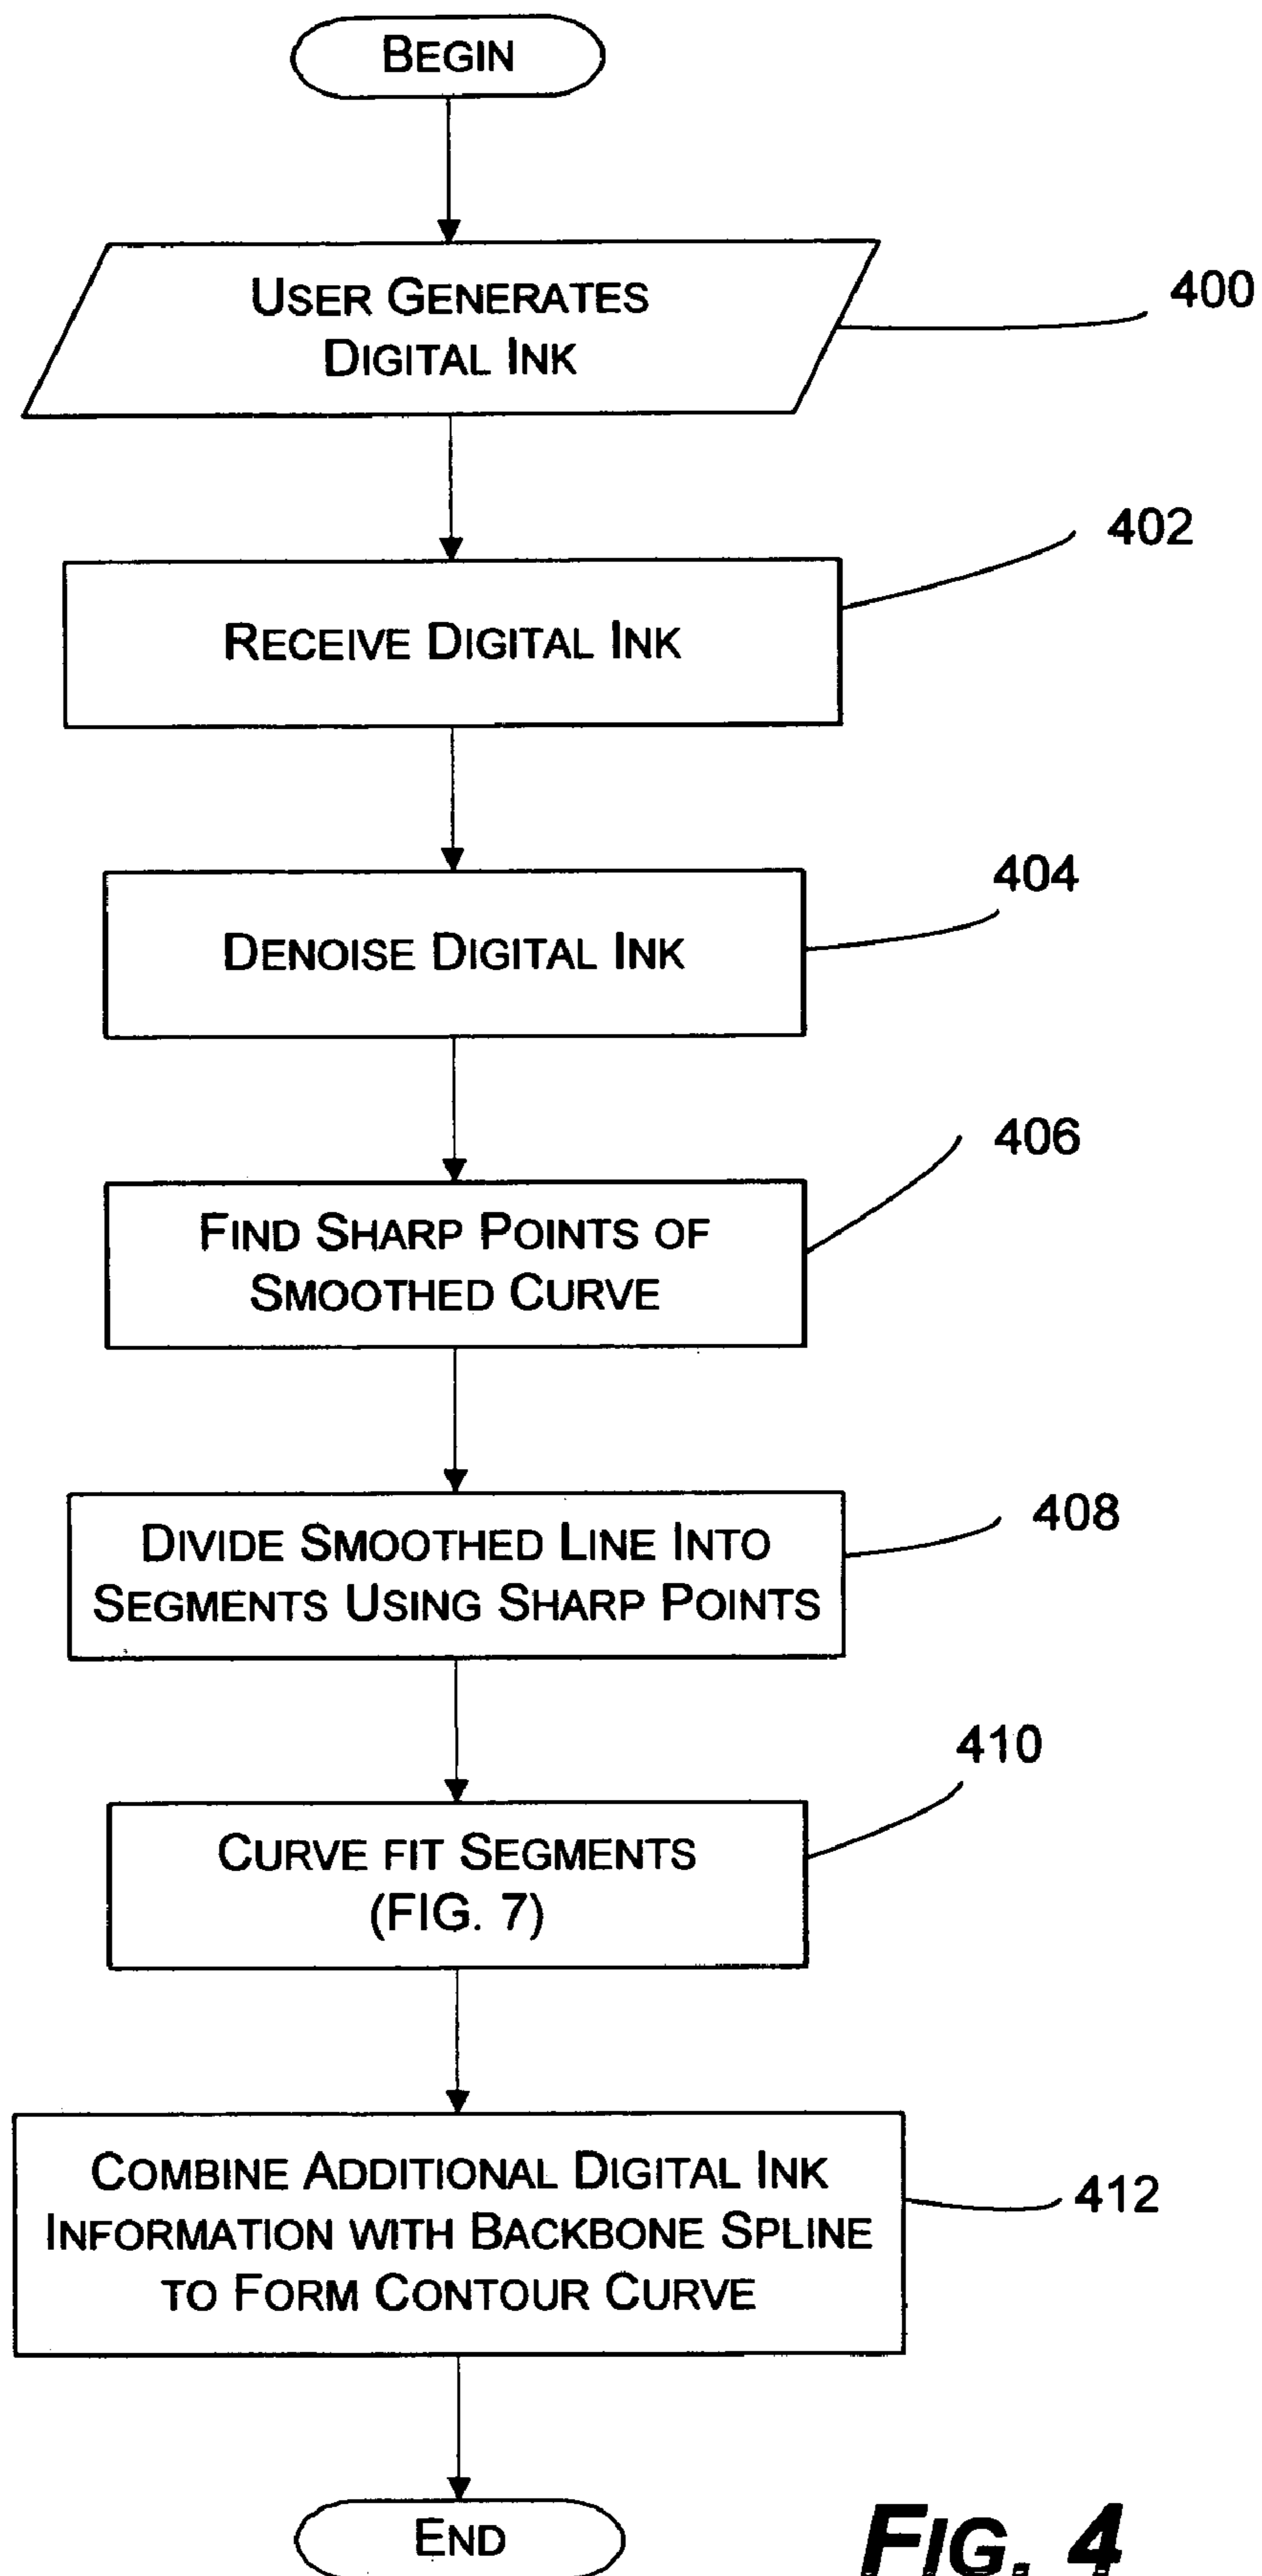 BEGIN
USER GENERATES
DIGITAL INK
400
402
RECEIVE DIGITAL INK
404
DENOISE DIGITAL INK
406
FIND SHARP POINTS OF
SMOOTHED CURVE
408
DIVIDE SMOOTHED LINE INTO
SEGMENTS USING SHARP POINTS
410
CURVE FIT SEGMENTS
(FIG. 7)
COMBINE ADDITIONAL DIGITAL INK
INFORMATION WITH BACKBONE SPLINE
TO FORM CONTOUR CURVE
412
END
FIG. 4